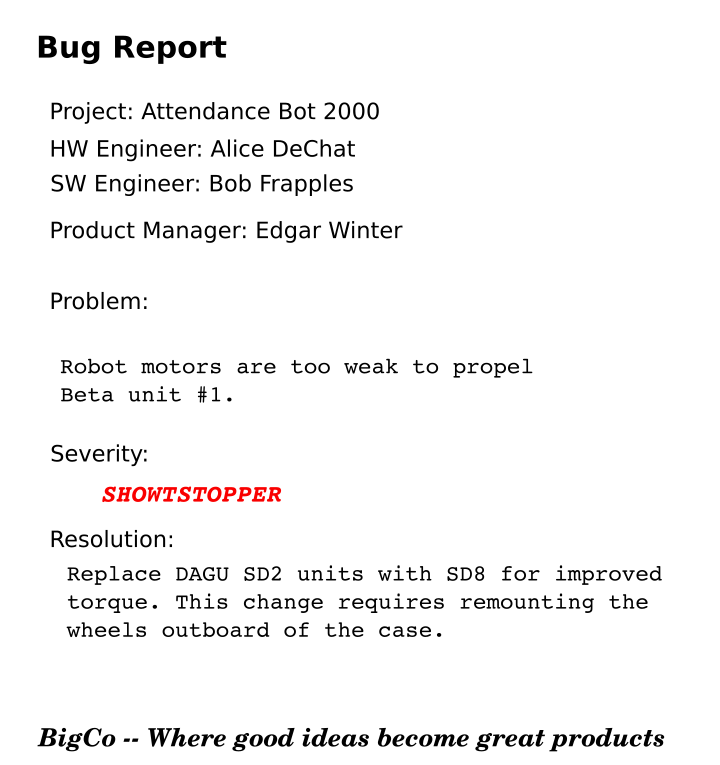 Bug Report
Project: Attendance Bot 2000
HW Engineer: Alice DeChat
SW Engineer: Bob Frapples
Product Manager: Edgar Winter
Problem:
Robot motors are too weak to propel
Beta unit #1.
Severity:
SHOWTSTOPPER
Resolution:
Replace DAGU SD2 units with SD8 for improved
torque. This change requires remounting the
wheels outboard of the case.
BigCo -- Where good ideas become great products